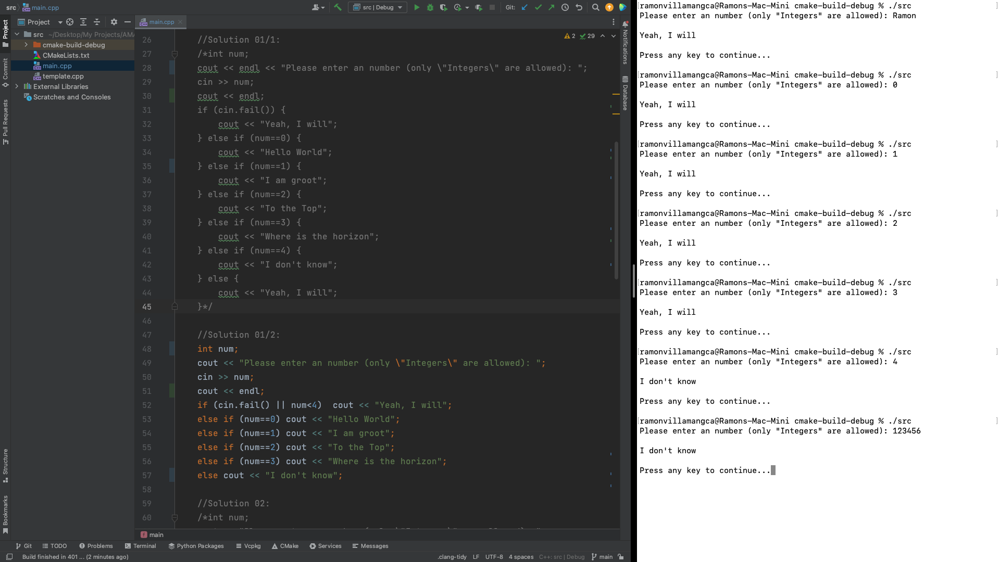 src main.cpp
src | Debug
Git:
Project
main.cpp
src ~/Desktop/My Projects/AMA
cmake-build-debug
CMakeLists.txt
main.cpp
template.cpp
External Libraries
Scratches and Consoles
Project
Commit
Pull Requests
Structure
Bookmarks
2 29
26 //Solution 01/1:
27 /*int num;
28 cout << endl << "Please enter an number (only \"Integers\" are allowed): ";
29 cin >> num;
30 cout << endl;
31 if (cin.fail()) {
32 cout << "Yeah, I will";
33 } else if (num==0) {
34 cout << "Hello World";
35 } else if (num==1) {
36 cout << "I am groot";
37 } else if (num==2) {
38 cout << "To the Top";
39 } else if (num==3) {
40 cout << "Where is the horizon";
41 } else if (num==4) {
42 cout << "I don't know";
43 } else {
44 cout << "Yeah, I will";
45 }*/
46
47 //Solution 01/2:
48 int num;
49 cout << "Please enter an number (only \"Integers\" are allowed): ";
50 cin >> num;
51 cout << endl;
52 if (cin.fail() || num<4)  cout << "Yeah, I will";
53 else if (num==0) cout << "Hello World";
54 else if (num==1) cout << "I am groot";
55 else if (num==2) cout << "To the Top";
56 else if (num==3) cout << "Where is the horizon";
57 else cout << "I don't know";
58
59 //Solution 02:
60 /*int num;
f main
Notifications
Database
Git TODO Problems Terminal Python Packages Vcpkg CMake Services Messages
Build finished in 401 ... (2 minutes ago)
.clang-tidy LF UTF-8 4 spaces C++: src | Debug main
[ramonvillamangca@Ramons-Mac-Mini cmake-build-debug % ./src ]
Please enter an number (only "Integers" are allowed): Ramon
Yeah, I will
Press any key to continue...
[ramonvillamangca@Ramons-Mac-Mini cmake-build-debug % ./src ]
Please enter an number (only "Integers" are allowed): 0
Yeah, I will
Press any key to continue...
[ramonvillamangca@Ramons-Mac-Mini cmake-build-debug % ./src ]
Please enter an number (only "Integers" are allowed): 1
Yeah, I will
Press any key to continue...
[ramonvillamangca@Ramons-Mac-Mini cmake-build-debug % ./src ]
Please enter an number (only "Integers" are allowed): 2
Yeah, I will
Press any key to continue...
[ramonvillamangca@Ramons-Mac-Mini cmake-build-debug % ./src ]
Please enter an number (only "Integers" are allowed): 3
Yeah, I will
Press any key to continue...
[ramonvillamangca@Ramons-Mac-Mini cmake-build-debug % ./src ]
Please enter an number (only "Integers" are allowed): 4
I don't know
Press any key to continue...
[ramonvillamangca@Ramons-Mac-Mini cmake-build-debug % ./src ]
Please enter an number (only "Integers" are allowed): 123456
I don't know
Press any key to continue...